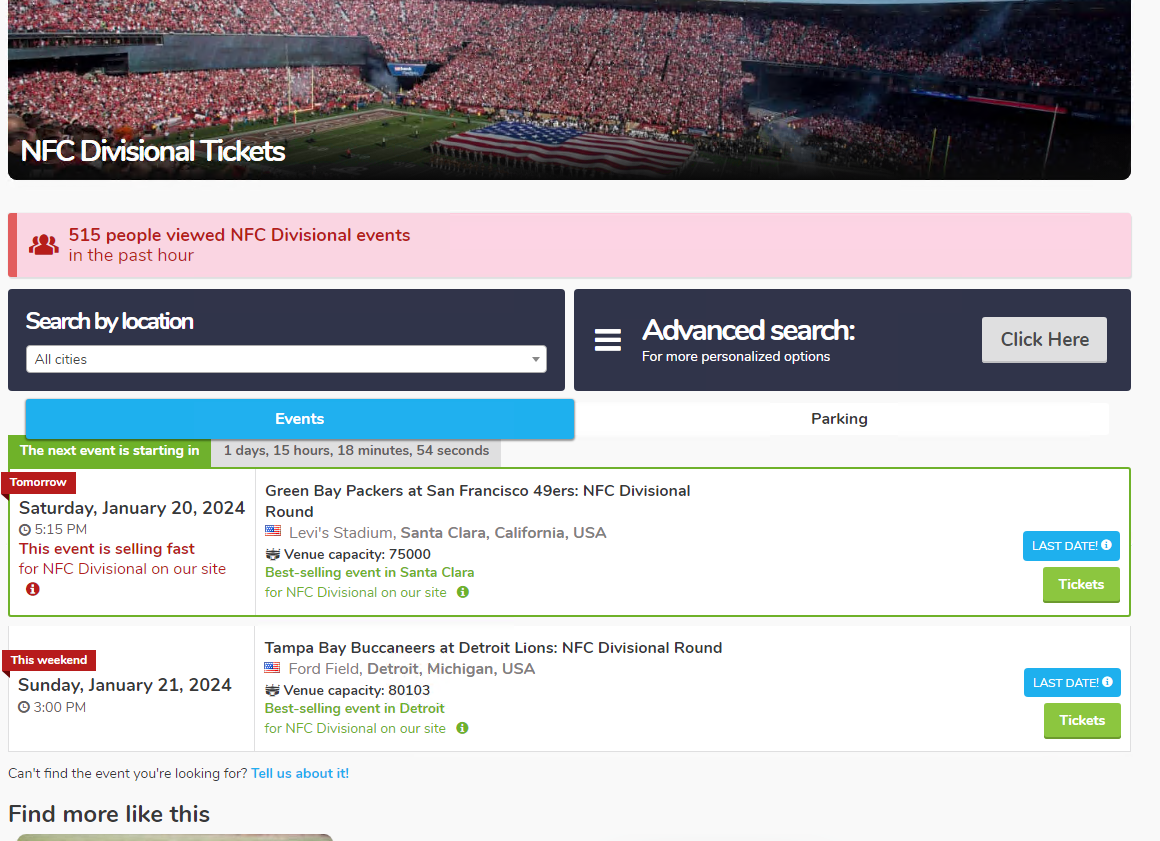 NFC Divisional Tickets
515 people viewed NFC Divisional events
in the past hour
Search by location
All cities
Advanced search:
For more personalized options
Click Here
Events
Parking
The next event is starting in
1 days, 15 hours, 18 minutes, 54 seconds
Tomorrow
Saturday, January 20, 2024
5:15 PM
This event is selling fast
for NFC Divisional on our site
Green Bay Packers at San Francisco 49ers: NFC Divisional
Round
Levi's Stadium, Santa Clara, California, USA
Venue capacity: 75000
Best-selling event in Santa Clara
for NFC Divisional on our site
LAST DATE!
Tickets
This weekend
Sunday, January 21, 2024
3:00 PM
Tampa Bay Buccaneers at Detroit Lions: NFC Divisional Round
Ford Field, Detroit, Michigan, USA
Venue capacity: 80103
Best-selling event in Detroit
for NFC Divisional on our site
LAST DATE!
Tickets
Can't find the event you're looking for? Tell us about it!
Find more like this